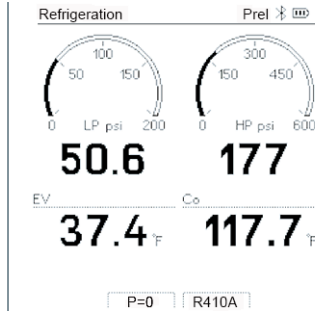 Refrigeration Prel
100 300
50 150 150 450
0 LP psi 200 0 HP psi 600
50.6 177
EV Co
37.4 °F 117.7 °F
P=0 R410A